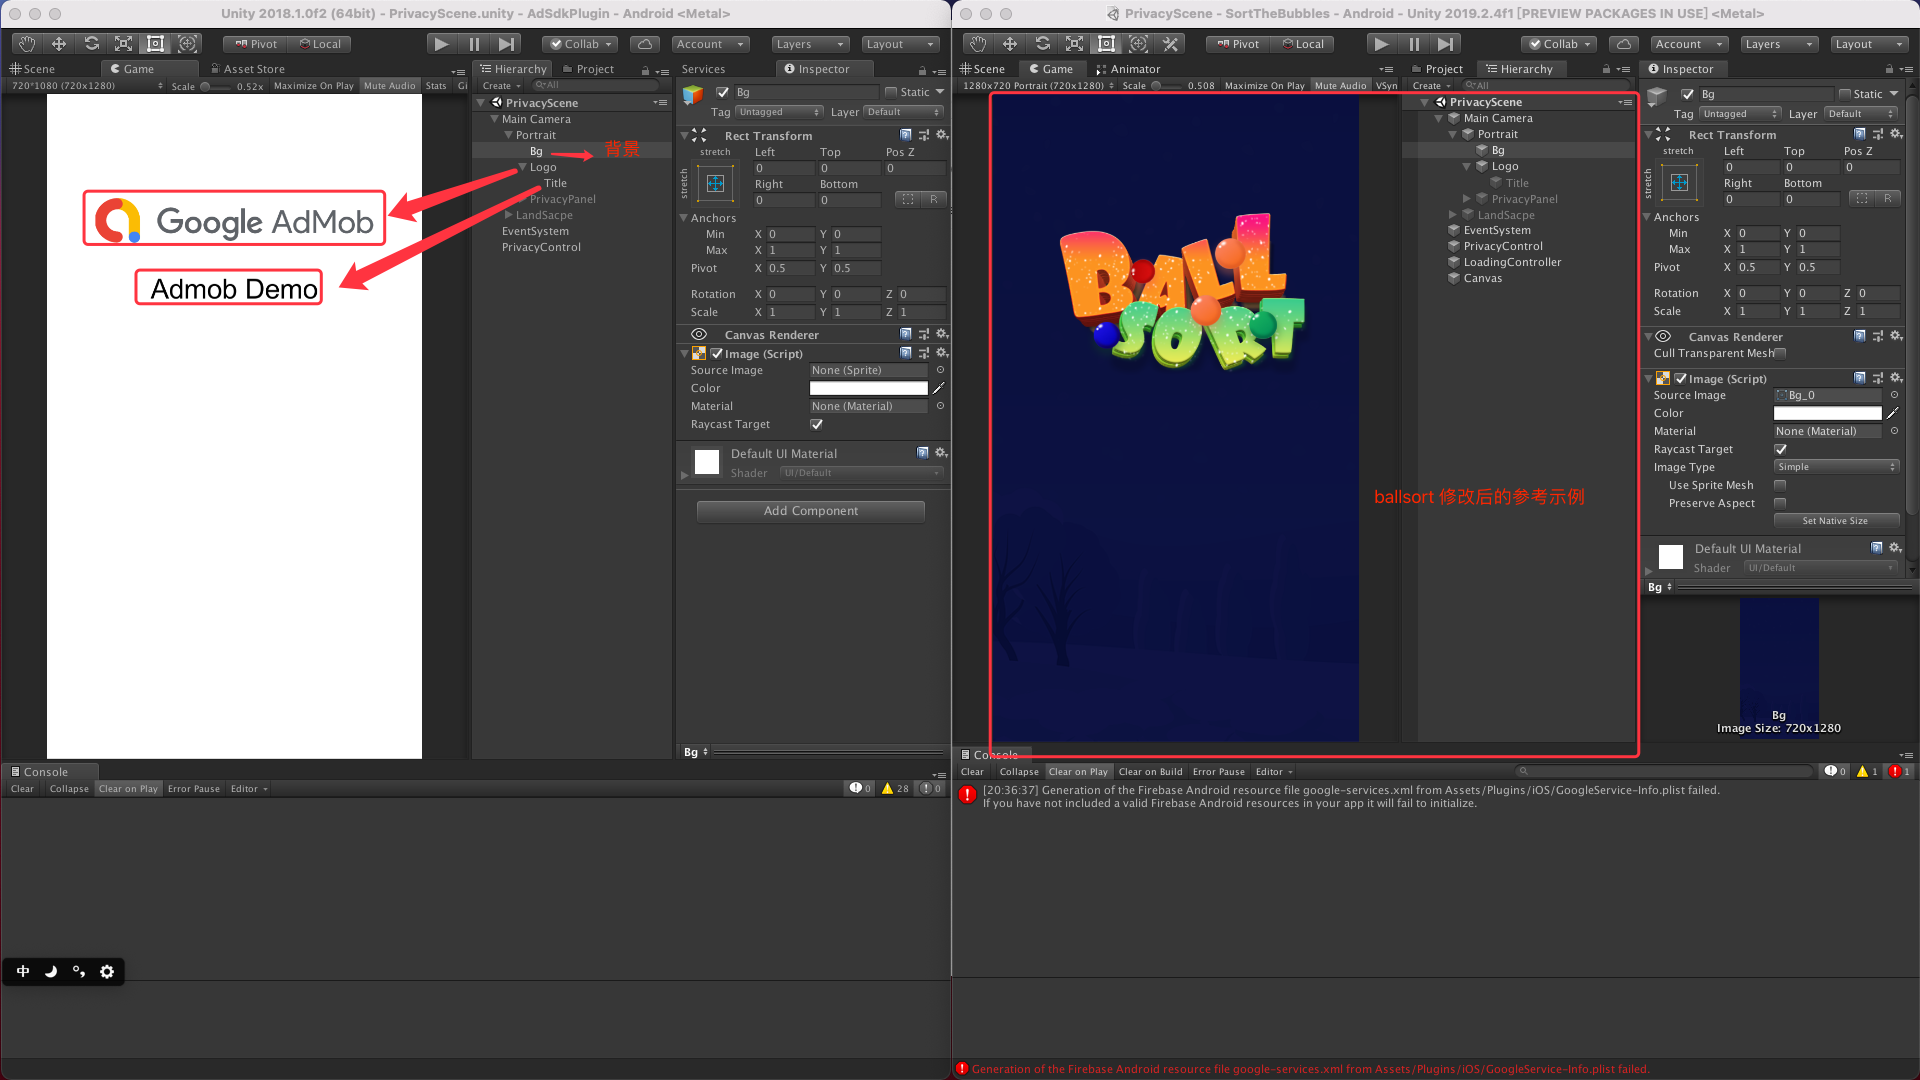 Unity 2018.1.0f2 (64bit) - PrivacyScene.unity - AdSdkPlugin - Android <Metal>
Pivot Local Collab Account Layers Layout
Scene Game Asset Store
720*1080 (720x1280) Scale 0.52x Maximize On Play Mute Audio Stats
Google AdMob
Admob Demo
Hierarchy Project
Create All
PrivacyScene
Main Camera
Portrait
Bg 背景
Logo
Title
PrivacyPanel
LandSacpe
EventSystem
PrivacyControl
Services Inspector
Bg Static
Tag Untagged Layer Default
Rect Transform
stretch Left Top Pos Z
stretch 0 0 0
Right Bottom
0 0 R
Anchors
Min X 0 Y 0
Max X 1 Y 1
Pivot X 0.5 Y 0.5
Rotation X 0 Y 0 Z 0
Scale X 1 Y 1 Z 1
Canvas Renderer
Image (Script)
Source Image None (Sprite)
Color
Material None (Material)
Raycast Target
Default UI Material
Shader UI/Default
Add Component
Bg
Console
Clear Collapse Clear on Play Error Pause Editor 0 28 0
中
PrivacyScene - SortTheBubbles - Android - Unity 2019.2.4f1 [PREVIEW PACKAGES IN USE] <Metal>
Pivot Local Collab Account Layers Layout
Scene Game Animator
1280x720 Portrait (720x1280) Scale 0.508 Maximize On Play Mute Audio VSyn
BALL
SORT
Project Hierarchy
Create All
PrivacyScene
Main Camera
Portrait
Bg
Logo
Title
PrivacyPanel
LandSacpe
EventSystem
PrivacyControl
LoadingController
Canvas
ballsort 修改后的参考示例
Inspector
Bg Static
Tag Untagged Layer Default
Rect Transform
stretch Left Top Pos Z
stretch 0 0 0
Right Bottom
0 0 R
Anchors
Min X 0 Y 0
Max X 1 Y 1
Pivot X 0.5 Y 0.5
Rotation X 0 Y 0 Z 0
Scale X 1 Y 1 Z 1
Canvas Renderer
Cull Transparent Mesh
Image (Script)
Source Image Bg_0
Color
Material None (Material)
Raycast Target
Image Type Simple
Use Sprite Mesh
Preserve Aspect
Set Native Size
Default UI Material
Shader UI/Default
Bg
Bg
Image Size: 720x1280
Console
Clear Collapse Clear on Play Clear on Build Error Pause Editor 0 1 1
[20:36:37] Generation of the Firebase Android resource file google-services.xml from Assets/Plugins/iOS/GoogleService-Info.plist failed.
If you have not included a valid Firebase Android resources in your app it will fail to initialize.
Generation of the Firebase Android resource file google-services.xml from Assets/Plugins/iOS/GoogleService-Info.plist failed.